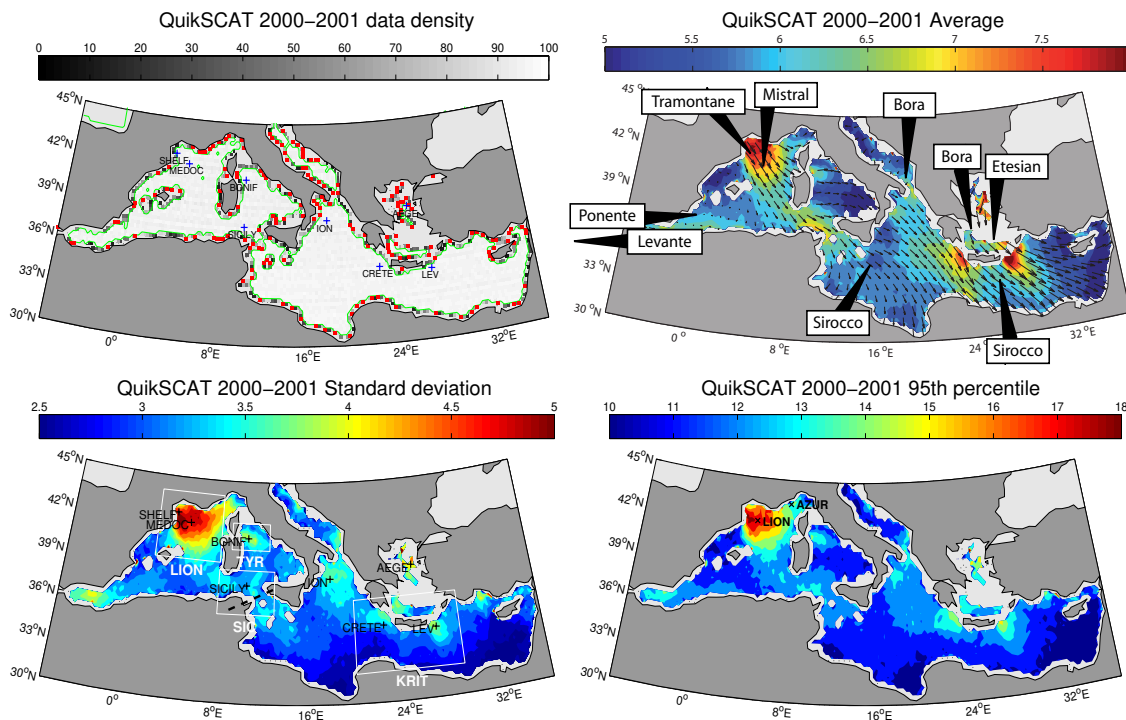 QuikSCAT 2000−2001 data density
0 10 20 30 40 50 60 70 80 90 100
45°N
42°N
39°N
36°N
33°N
30°N
0°
8°E
16°E
24°E
32°E
SHELF
MEDOC
BONIF
SICILY
ION
AEGE
CRETE
LEV
QuikSCAT 2000−2001 Average
5 5.5 6 6.5 7 7.5
45°N
42°N
39°N
36°N
33°N
30°N
0°
8°E
16°E
24°E
32°E
Tramontane
Mistral
Bora
Bora
Etesian
Ponente
Levante
Sirocco
Sirocco
QuikSCAT 2000−2001 Standard deviation
2.5 3 3.5 4 4.5 5
45°N
42°N
39°N
36°N
33°N
30°N
0°
8°E
16°E
24°E
32°E
SHELF
MEDOC
BONIF
LION
TYR
SICILY
ION
AEGE
SIC
CRETE
LEV
KRIT
QuikSCAT 2000−2001 95th percentile
10 11 12 13 14 15 16 17 18
45°N
42°N
39°N
36°N
33°N
30°N
0°
8°E
16°E
24°E
32°E
AZUR
LION